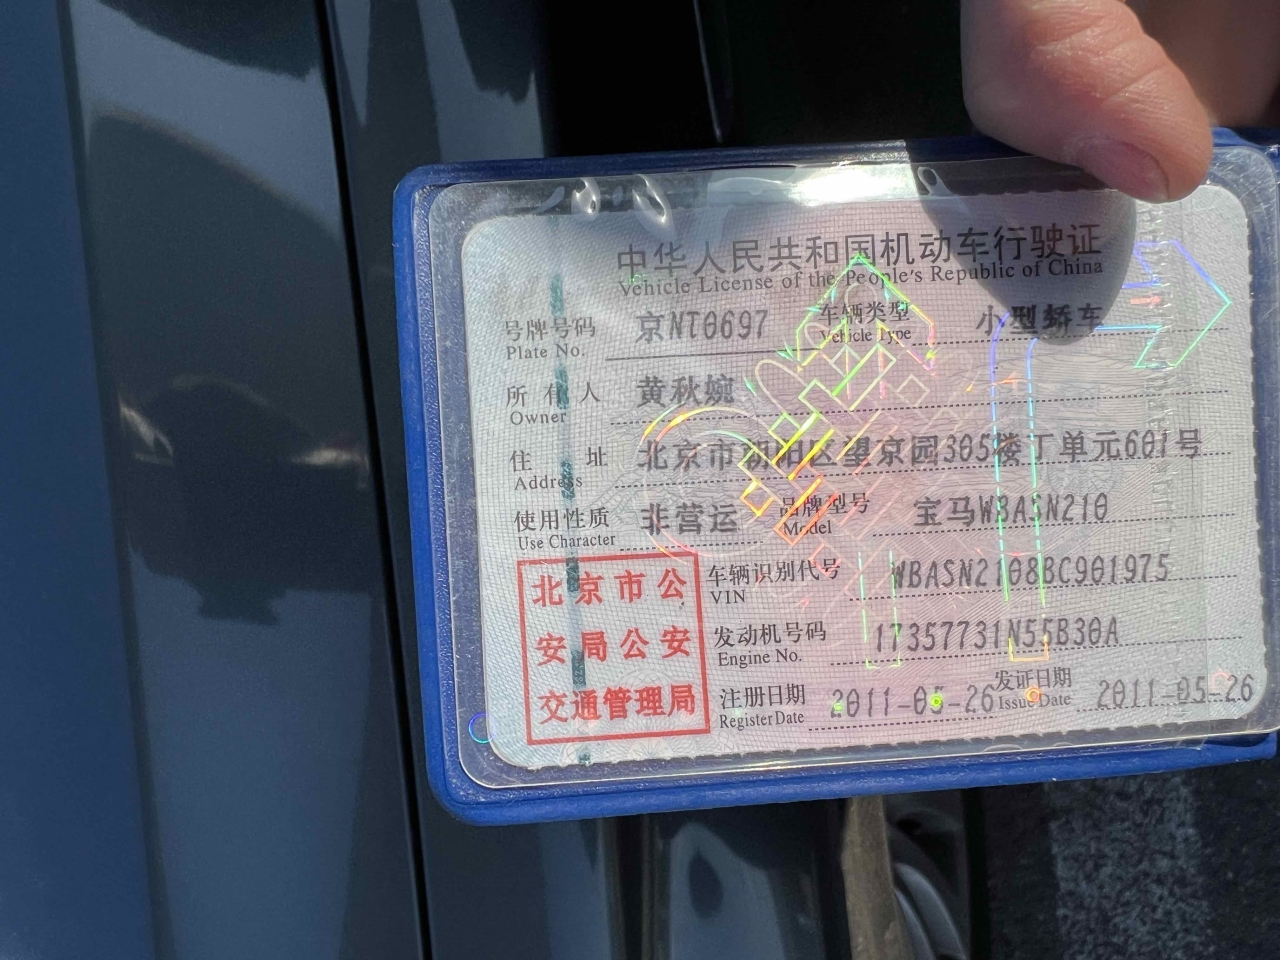 中华人民共和国机动车行驶证
Vehicle License of the People's Republic of China
号牌号码 京NT0697 车辆类型 小型轿车
Plate No. Vehicle Type
所有人 黄秋婉
Owner
住址 北京市朝阳区望京园305楼丁单元607号
Address
使用性质 非营运 品牌型号 宝马WBASN210
Use Character Model
北京市公
安局公安
交通管理局
车辆识别代号 WBASN2108BC901975
VIN
发动机号码 17357731N55B30A
Engine No.
注册日期 2011-05-26 发证日期 2011-05-26
Register Date Issue Date